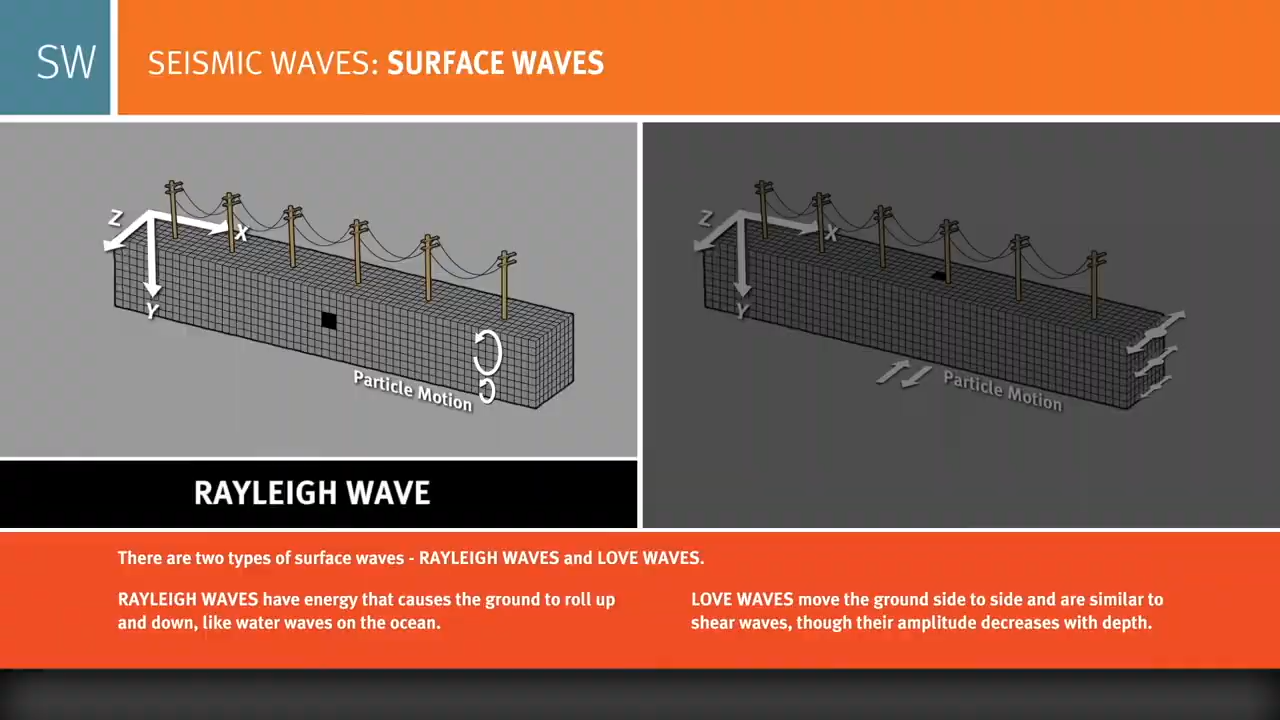 SW
SEISMIC WAVES: SURFACE WAVES
Z
X
Y
Particle Motion
Z
X
Y
Particle Motion
RAYLEIGH WAVE
There are two types of surface waves - RAYLEIGH WAVES and LOVE WAVES.
RAYLEIGH WAVES have energy that causes the ground to roll up
and down, like water waves on the ocean.
LOVE WAVES move the ground side to side and are similar to
shear waves, though their amplitude decreases with depth.